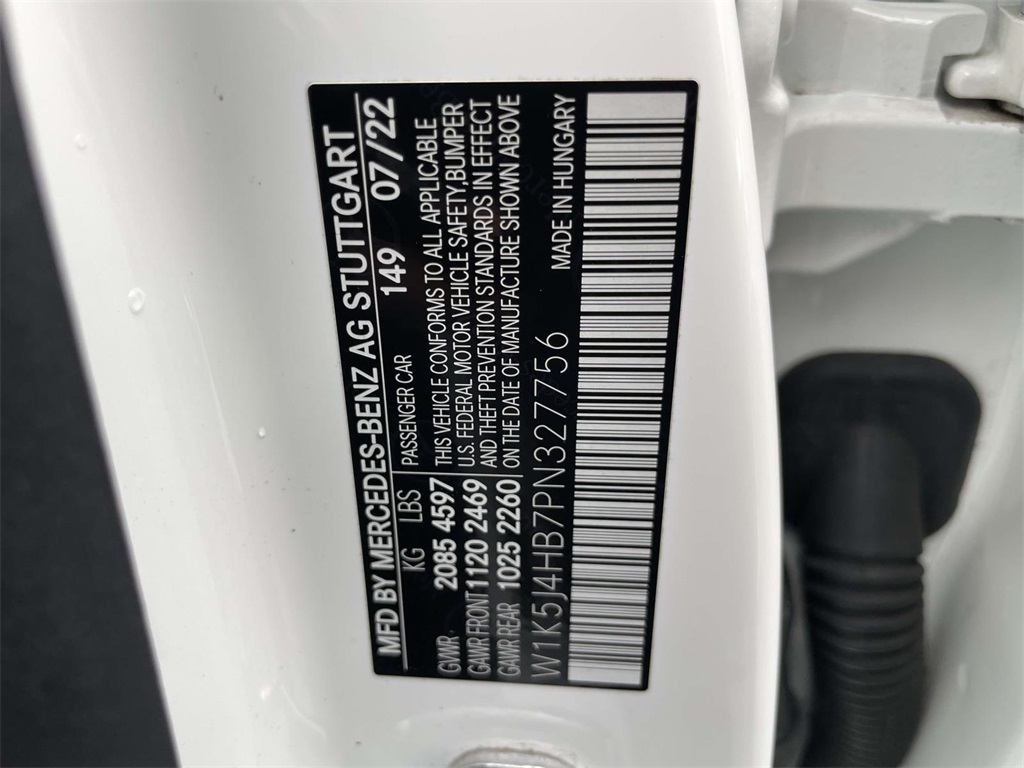 MFD BY MERCEDES-BENZ AG STUTTGART
KG LBS 149 07/22
PASSENGER CAR
GVWR 2085 4597 THIS VEHICLE CONFORMS TO ALL APPLICABLE
GAWR FRONT 1120 2469 U.S. FEDERAL MOTOR VEHICLE SAFETY,BUMPER
AND THEFT PREVENTION STANDARDS IN EFFECT
GAWR REAR 1025 2260 ON THE DATE OF MANUFACTURE SHOWN ABOVE
W1K5J4HB7PN327756
MADE IN HUNGARY